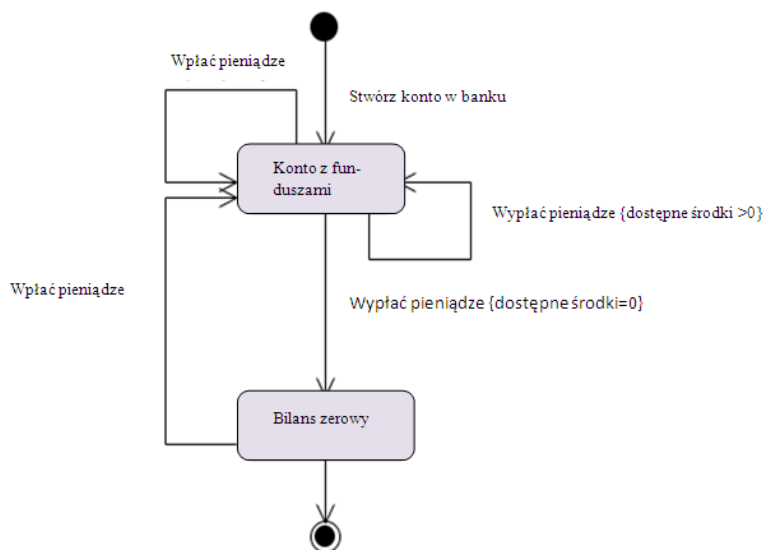 Wpłać pieniądze
Stwórz konto w banku
Konto z fun-
duszami
Wypłać pieniądze {dostępne środki >0}
Wpłać pieniądze
Wypłać pieniądze {dostępne środki=0}
Bilans zerowy